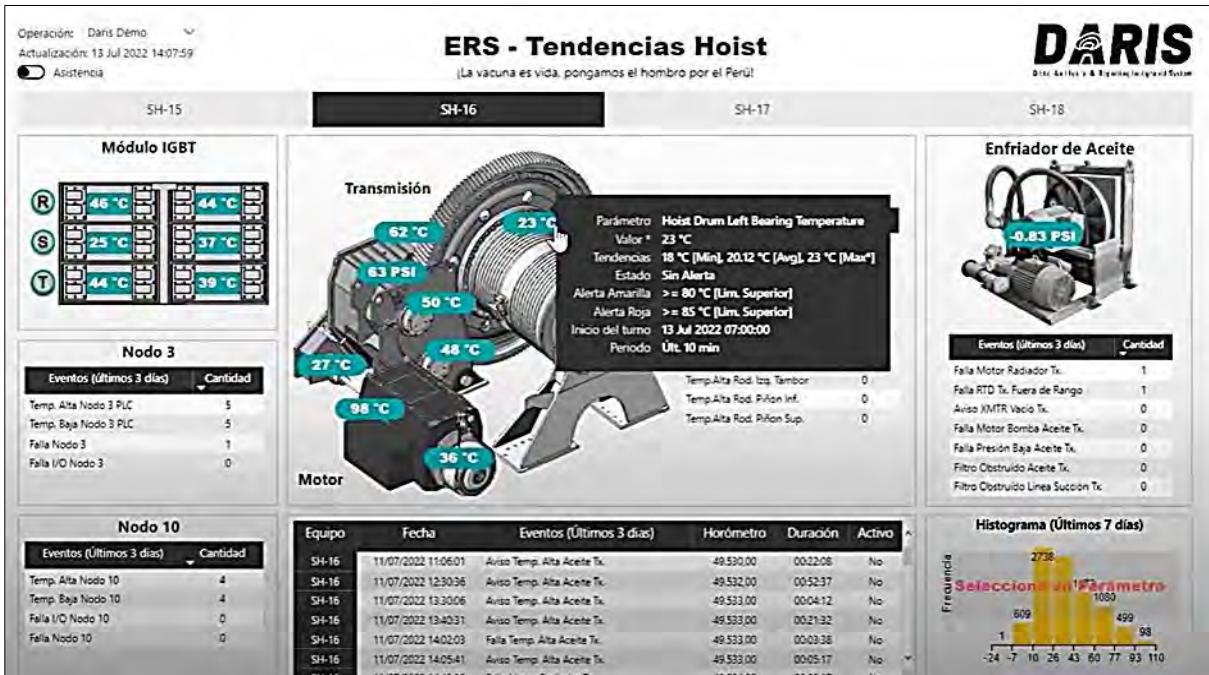 Operación: Daris Demo
Actualización: 13 Jul 2022 14:07:59
Asistencia
ERS - Tendencias Hoist
¡La vacuna es vida, pongamos el hombro por el Perú!
DARIS
SH-15 SH-16 SH-17 SH-18
Módulo IGBT
R 46 °C 44 °C
S 25 °C 37 °C
T 44 °C 39 °C
Nodo 3
Eventos (últimos 3 días) Cantidad
Temp. Alta Nodo 3 PLC 5
Temp. Baja Nodo 3 PLC 5
Falla Nodo 3 1
Falla I/O Nodo 3 0
Nodo 10
Eventos (Últimos 3 días) Cantidad
Temp. Alta Nodo 10 4
Temp. Baja Nodo 10 4
Falla I/O Nodo 10 0
Falla Nodo 10 0
Transmisión
62 °C
23 °C
63 PSI
50 °C
48 °C
27 °C
98 °C
36 °C
Motor
Parámetro Hoist Drum Left Bearing Temperature
Valor * 23 °C
Tendencias 18 °C [Min], 20.12 °C [Avg], 23 °C [Max*]
Estado Sin Alerta
Alerta Amarilla >= 80 °C [Lim. Superior]
Alerta Roja >= 85 °C [Lim. Superior]
Inicio del turno 13 Jul 2022 07:00:00
Periodo Últ. 10 min
Temp.Alta Rod. Izq. Tambor 0
Temp.Alta Rod. Piñon Inf. 0
Temp.Alta Rod. Piñon Sup. 0
Equipo Fecha Eventos (Últimos 3 días) Horómetro Duración Activo
SH-16 11/07/2022 11:06:01 Aviso Temp. Alta Aceite Tx. 49.530,00 00:22:08 No
SH-16 11/07/2022 12:30:36 Aviso Temp. Alta Aceite Tx. 49.532,00 00:52:37 No
SH-16 11/07/2022 13:30:06 Aviso Temp. Alta Aceite Tx. 49.533,00 00:04:12 No
SH-16 11/07/2022 13:40:31 Aviso Temp. Alta Aceite Tx. 49.533,00 00:21:32 No
SH-16 11/07/2022 14:02:03 Falla Temp. Alta Aceite Tx. 49.533,00 00:03:38 No
SH-16 11/07/2022 14:05:41 Aviso Temp. Alta Aceite Tx. 49.533,00 00:05:17 No
Enfriador de Aceite
-0.83 PSI
Eventos (últimos 3 días) Cantidad
Falla Motor Radiador Tx. 1
Falla RTD Tx. Fuera de Rango 1
Aviso XMTR Vacío Tx. 0
Falla Motor Bomba Aceite Tx. 0
Falla Presión Baja Aceite Tx. 0
Filtro Obstruido Aceite Tx. 0
Filtro Obstruido Linea Succión Tx. 0
Histograma (Últimos 7 días)
Frecuencia
Seleccione un Parámetro
1 609 2738 1080 499 98
-24 -7 10 26 43 60 77 93 110